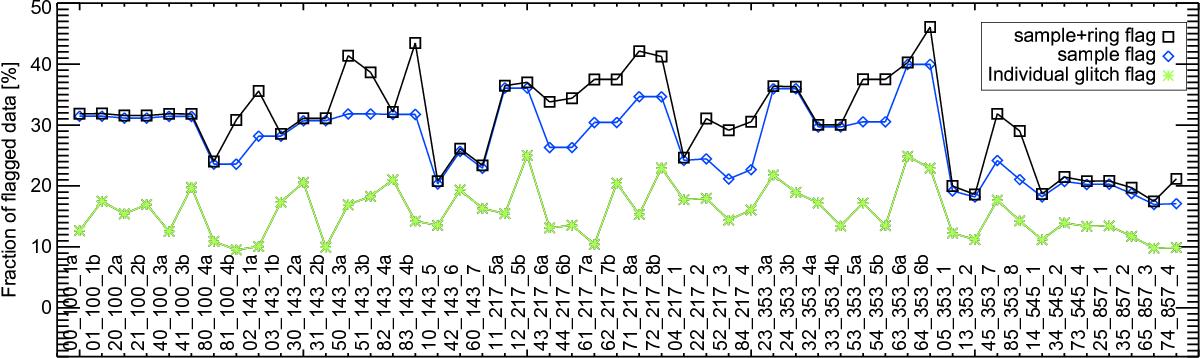 Fraction of flagged data [%]
50
40
30
20
10
0
sample+ring flag
sample flag
Individual glitch flag
00_100_1a
01_100_1b
20_100_2a
21_100_2b
40_100_3a
41_100_3b
80_100_4a
81_100_4b
02_143_1a
03_143_1b
30_143_2a
31_143_2b
50_143_3a
51_143_3b
82_143_4a
83_143_4b
10_143_5
42_143_6
60_143_7
11_217_5a
12_217_5b
43_217_6a
44_217_6b
61_217_7a
62_217_7b
71_217_8a
72_217_8b
04_217_1
22_217_2
52_217_3
84_217_4
23_353_3a
24_353_3b
32_353_4a
33_353_4b
53_353_5a
54_353_5b
63_353_6a
64_353_6b
05_353_1
13_353_2
45_353_7
85_353_8
14_545_1
34_545_2
73_545_4
25_857_1
35_857_2
65_857_3
74_857_4